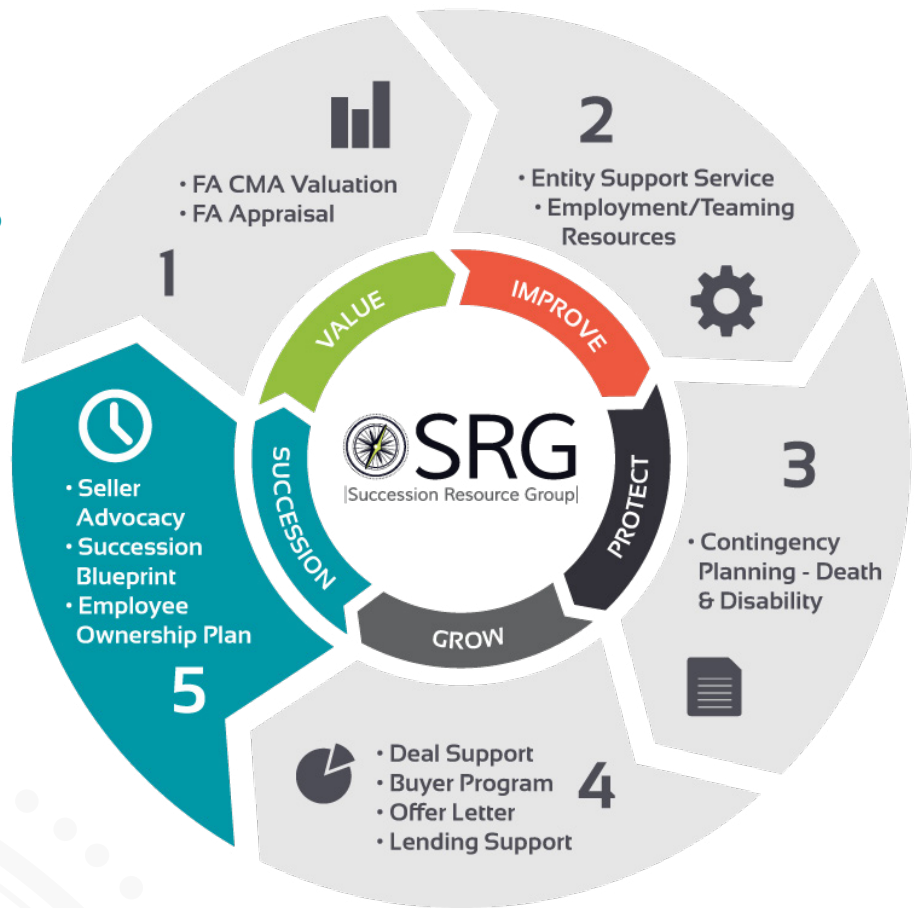 1
• FA CMA Valuation
• FA Appraisal
2
• Entity Support Service
• Employment/Teaming
Resources
3
• Contingency
Planning - Death
& Disability
4
• Deal Support
• Buyer Program
• Offer Letter
• Lending Support
5
• Seller
Advocacy
• Succession
Blueprint
• Employee
Ownership Plan
VALUE
IMPROVE
PROTECT
GROW
SUCCESSION
SRG
|Succession Resource Group|